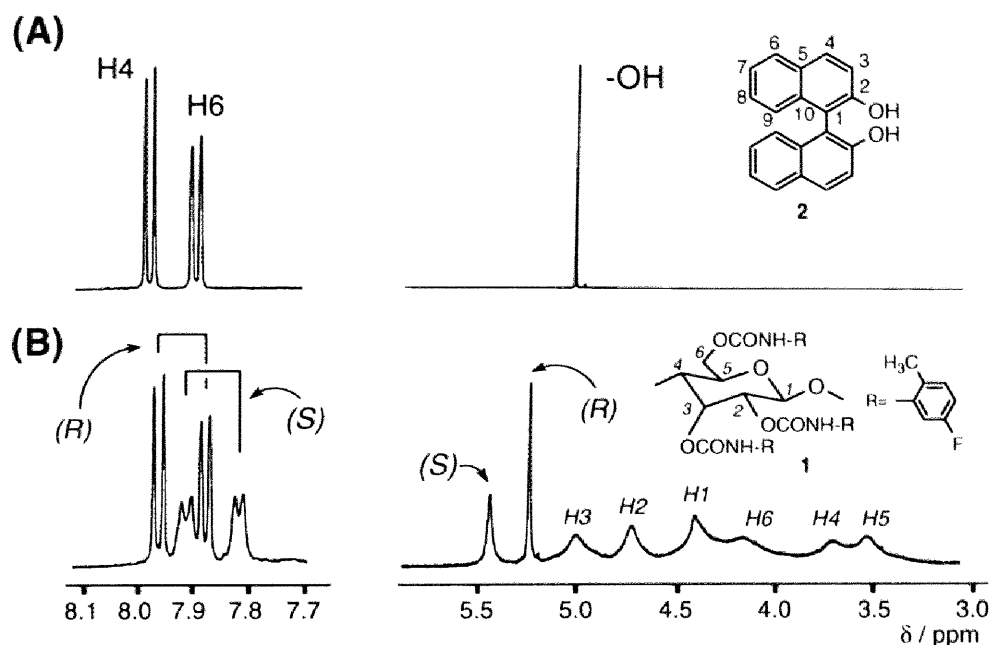 (A)
H4
H6
-OH
6 5 4
7 3
8 2
9 10 1 OH
OH
2
(B)
(R)
(S)
(S)
(R)
OCONH-R
6
4 5 O
1 O
3 2
OCONH-R
OCONH-R
1
H₃C
R=
F
H3 H2 H1 H6 H4 H5
8.1 8.0 7.9 7.8 7.7 5.5 5.0 4.5 4.0 3.5 3.0
δ / ppm